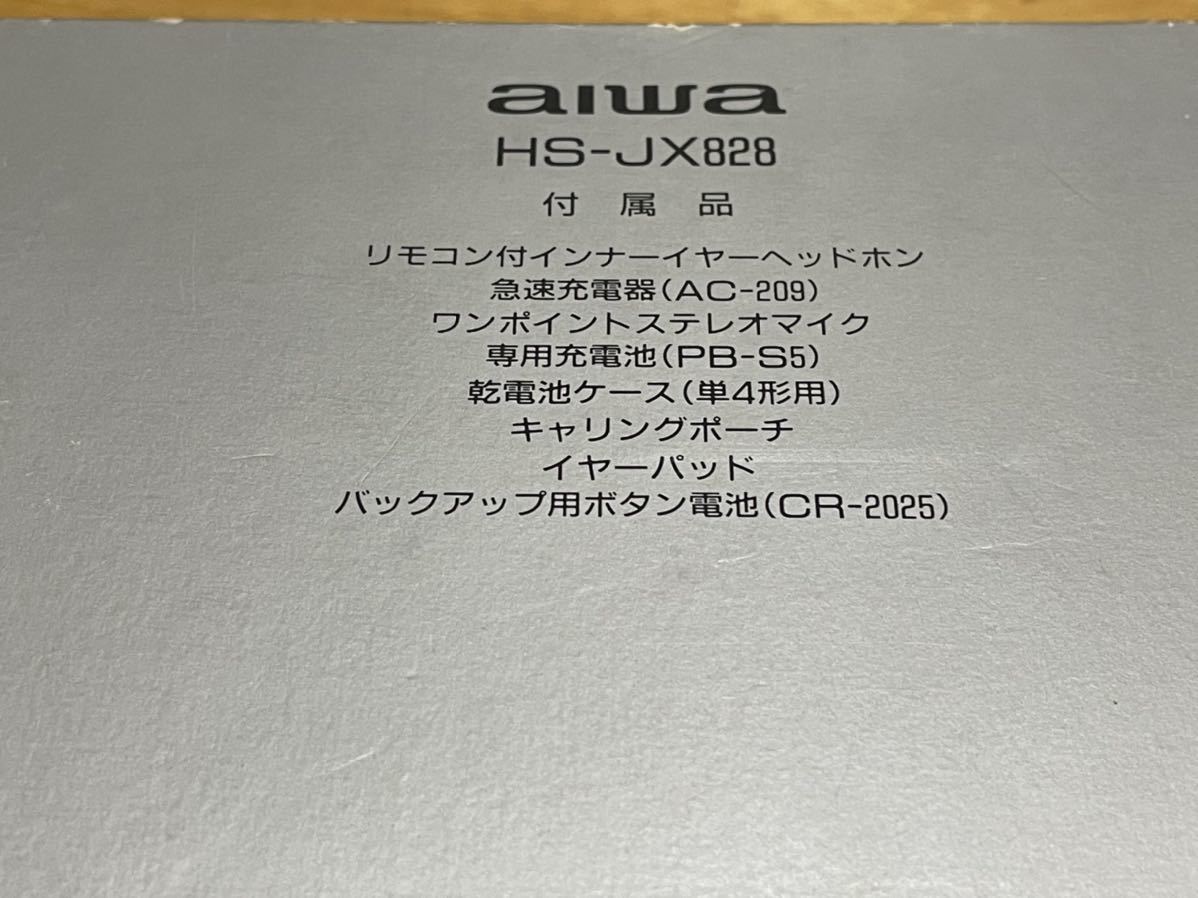 aiwa
HS-JX828
付属品
リモコン付インナーイヤーヘッドホン
急速充電器(AC-209)
ワンポイントステレオマイク
専用充電池(PB-S5)
乾電池ケース(単4形用)
キャリングポーチ
イヤーパッド
バックアップ用ボタン電池(CR-2025)